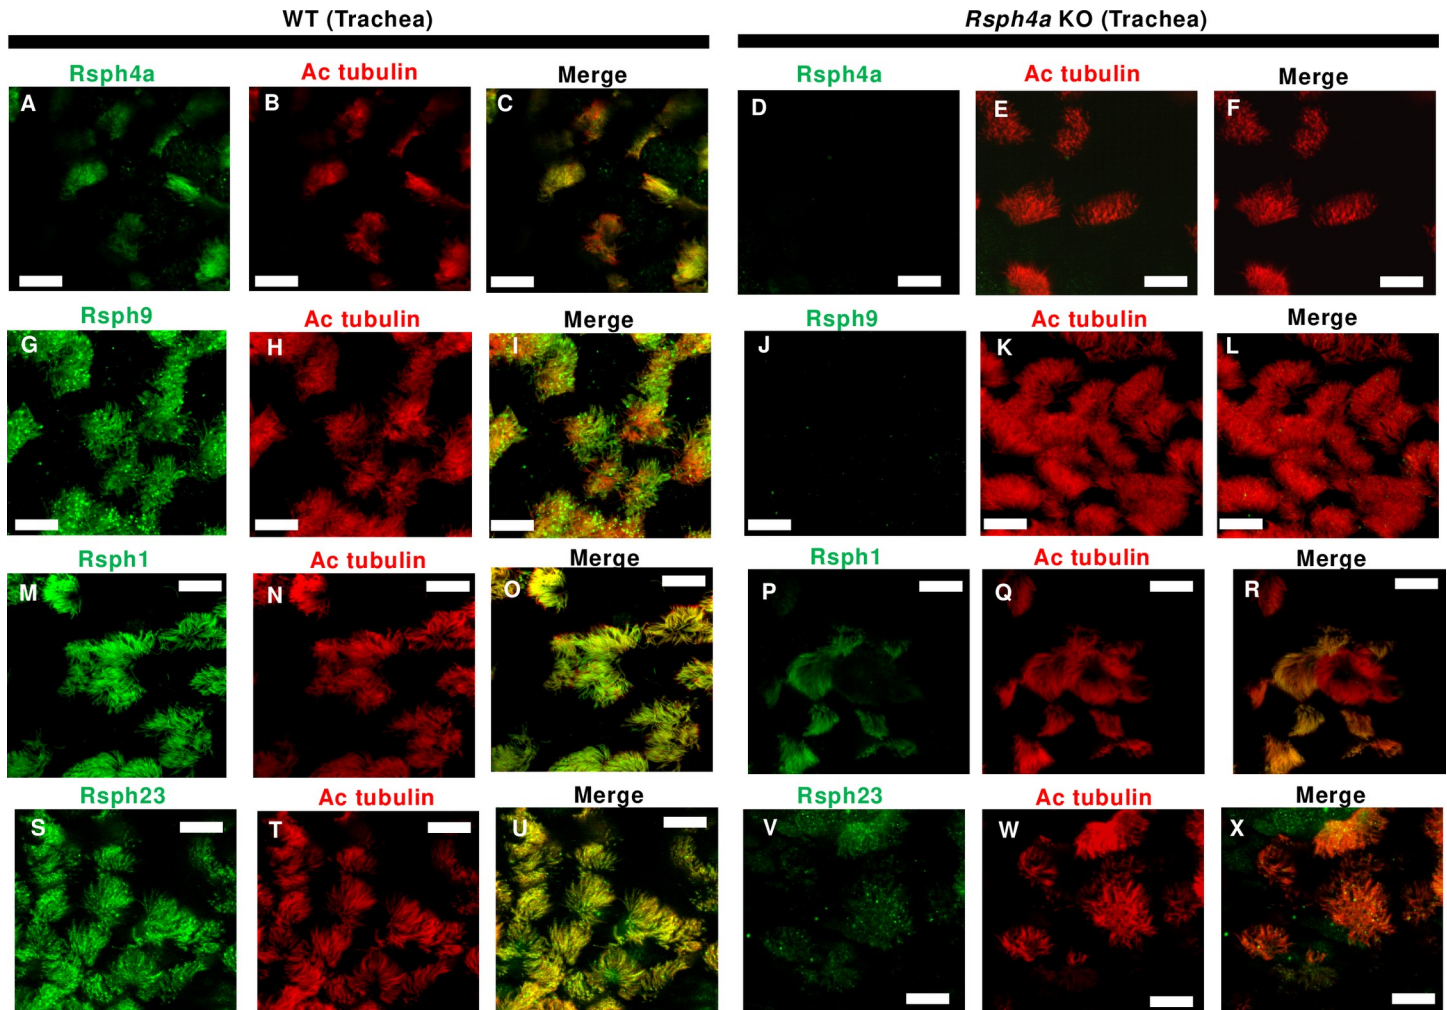 WT (Trachea) Rsph4a KO (Trachea)
Rsph4a Ac tubulin Merge Rsph4a Ac tubulin Merge
A B C D E F
Rsph9 Ac tubulin Merge Rsph9 Ac tubulin Merge
G H I J K L
Rsph1 Ac tubulin Merge Rsph1 Ac tubulin Merge
M N O P Q R
Rsph23 Ac tubulin Merge Rsph23 Ac tubulin Merge
S T U V W X